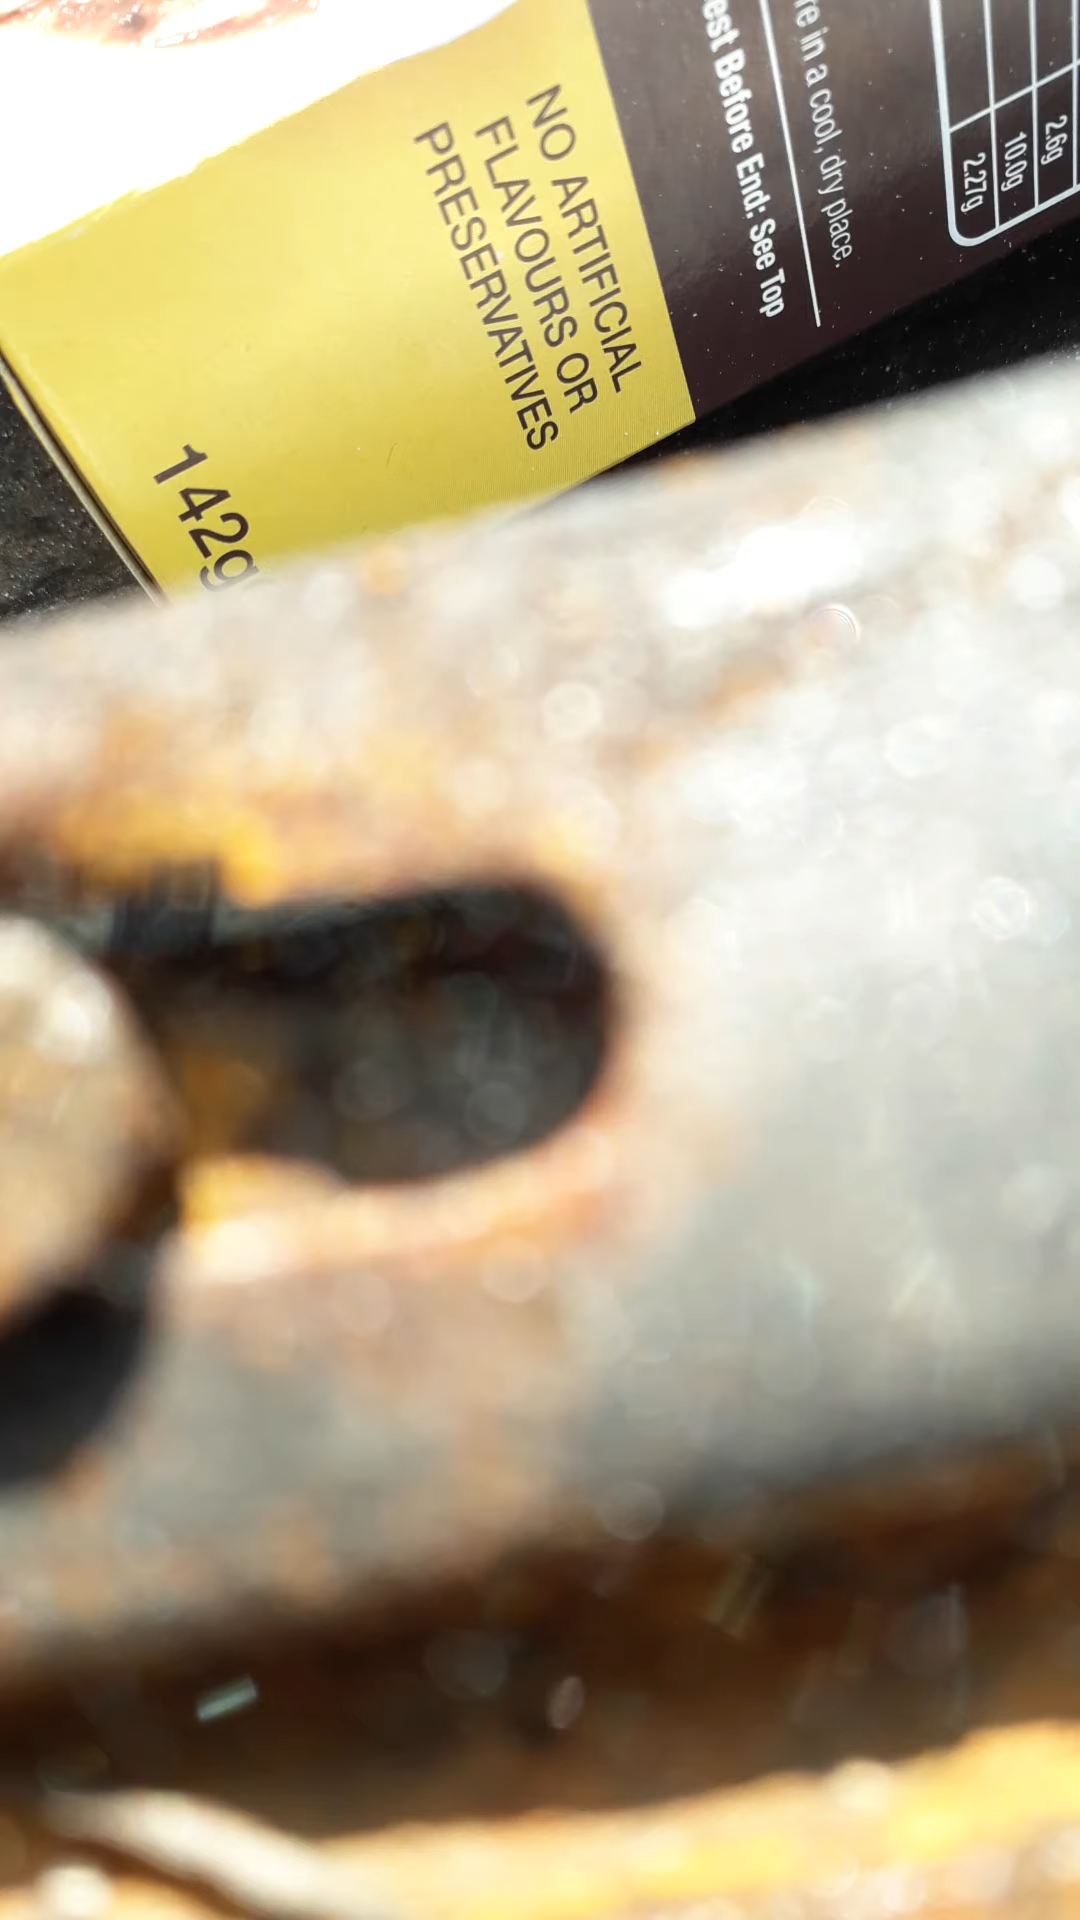 NO ARTIFICIAL
FLAVOURS OR
PRESERVATIVES
142g
Before End: See Top
in a cool, dry place.
2.6g
10.0g
2.27g